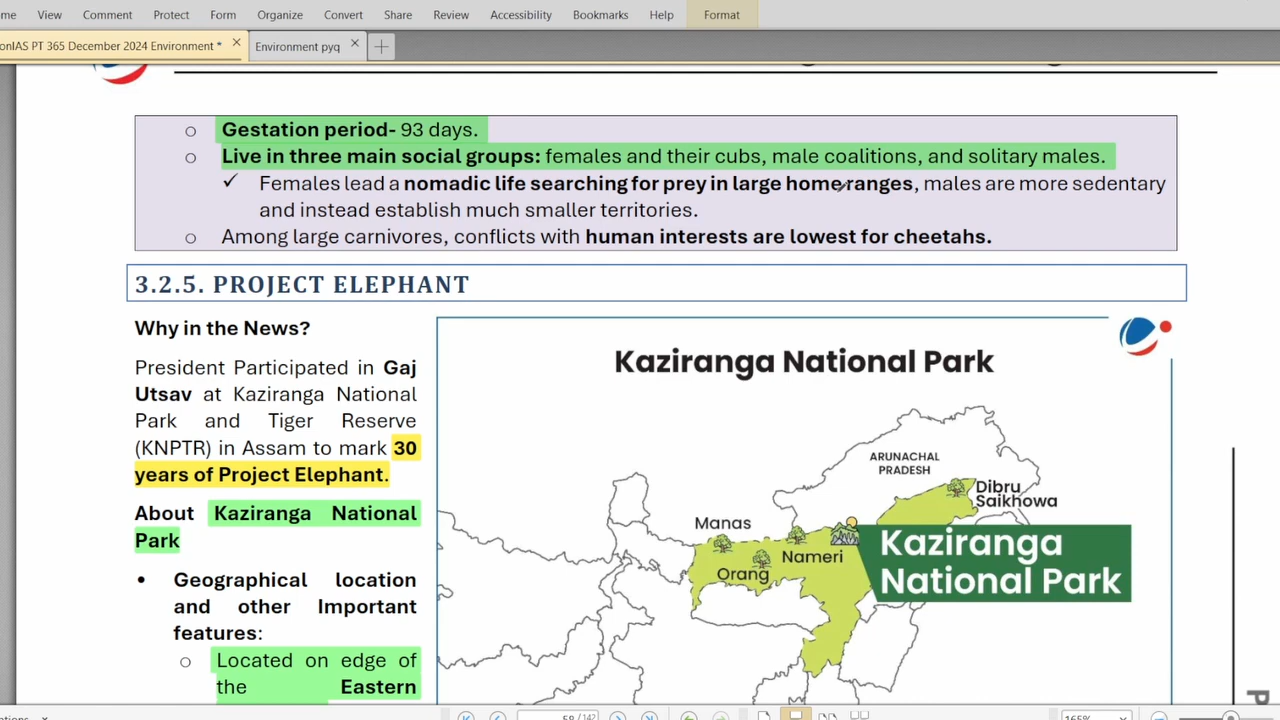 me View Comment Protect Form Organize Convert Share Review Accessibility Bookmarks Help Format
onIAS PT 365 December 2024 Environment * × Environment pyq × +
○ Gestation period- 93 days.
○ Live in three main social groups: females and their cubs, male coalitions, and solitary males.
✓ Females lead a nomadic life searching for prey in large home ranges, males are more sedentary
and instead establish much smaller territories.
○ Among large carnivores, conflicts with human interests are lowest for cheetahs.
3.2.5. PROJECT ELEPHANT
Why in the News?
President Participated in Gaj
Utsav at Kaziranga National
Park and Tiger Reserve
(KNPTR) in Assam to mark 30
years of Project Elephant.
About Kaziranga National
Park
• Geographical location
and other Important
features:
○ Located on edge of
the Eastern
Kaziranga National Park
ARUNACHAL
PRADESH
Dibru
Saikhowa
Manas
Nameri
Orang
Kaziranga
National Park
58 / 142
165%